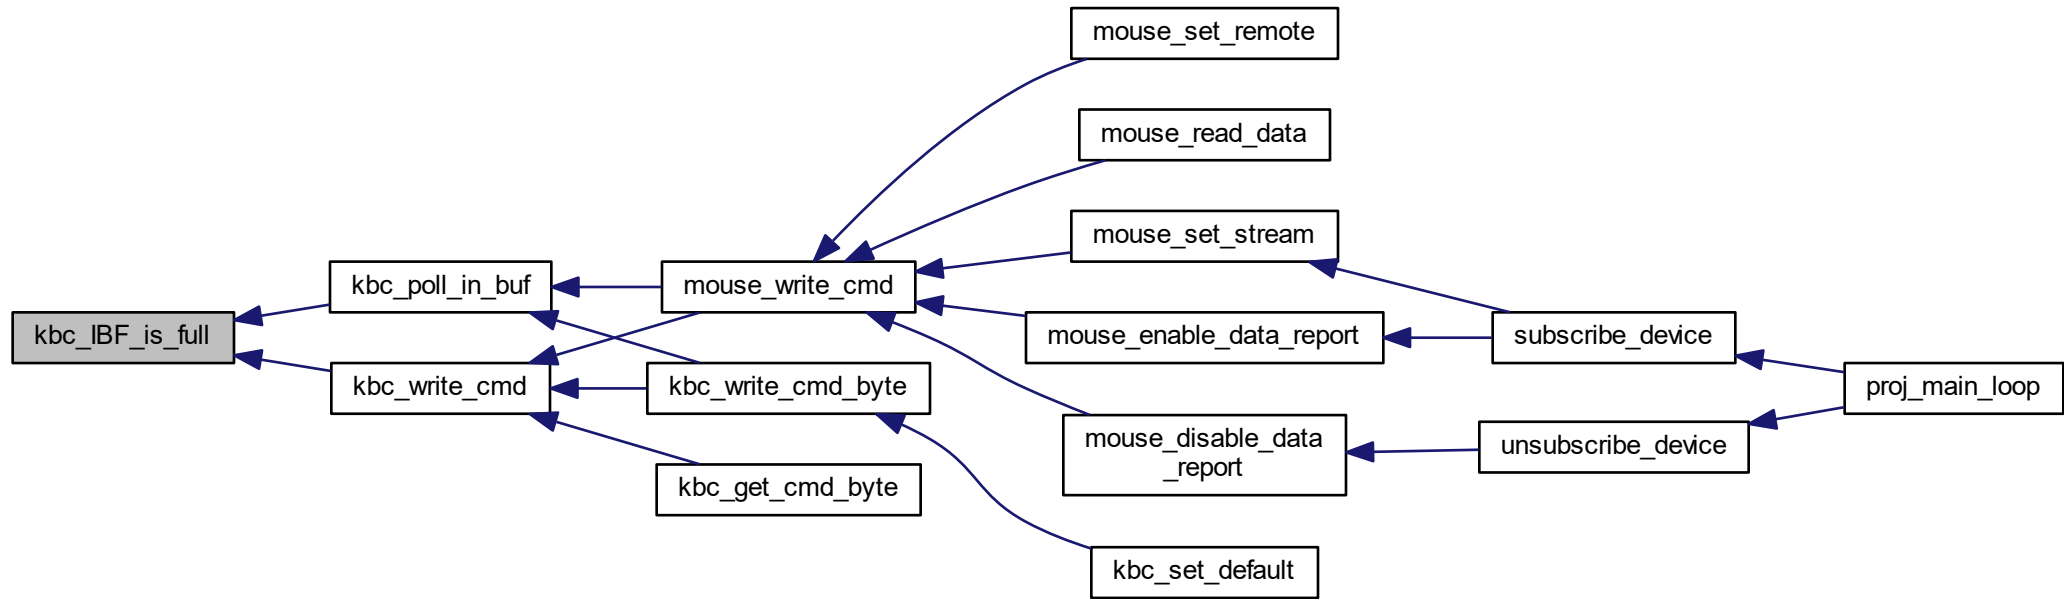 mouse_set_remote
mouse_read_data
mouse_set_stream
kbc_poll_in_buf
mouse_write_cmd
kbc_IBF_is_full
mouse_enable_data_report
subscribe_device
kbc_write_cmd
kbc_write_cmd_byte
proj_main_loop
mouse_disable_data
_report
unsubscribe_device
kbc_get_cmd_byte
kbc_set_default